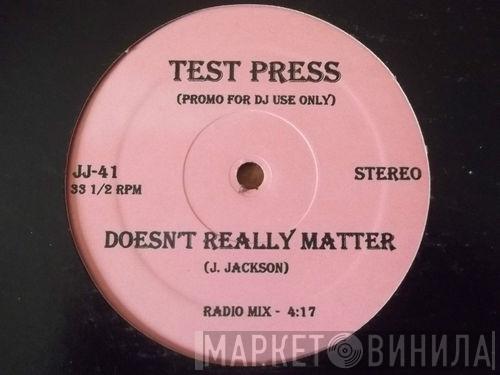 TEST PRESS
(PROMO FOR DJ USE ONLY)
JJ-41
STEREO
33 1/2 RPM
DOESN'T REALLY MATTER
(J. JACKSON)
RADIO MIX - 4:17
МАРКЕТ ВИНИЛА